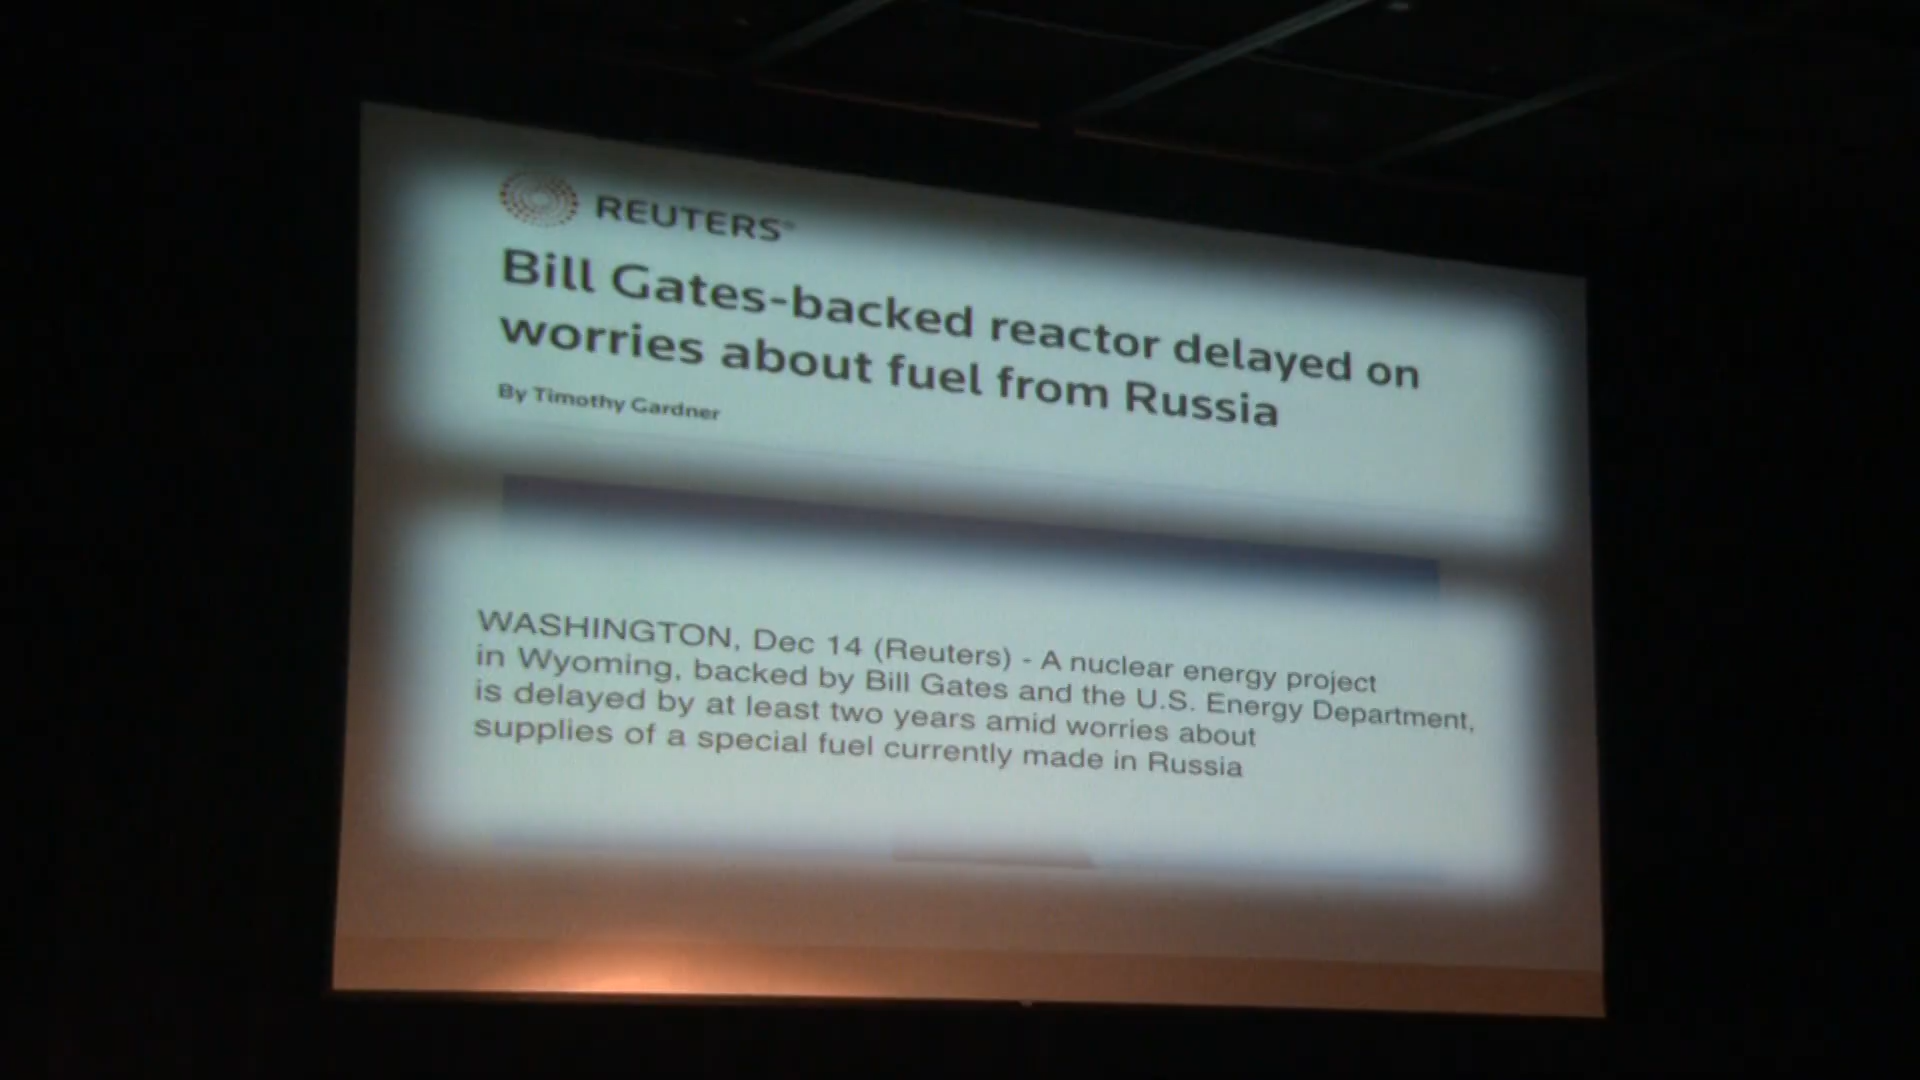 REUTERS
Bill Gates-backed reactor delayed on
worries about fuel from Russia
By Timothy Gardner
WASHINGTON, Dec 14 (Reuters) - A nuclear energy project
in Wyoming, backed by Bill Gates and the U.S. Energy Department,
is delayed by at least two years amid worries about
supplies of a special fuel currently made in Russia